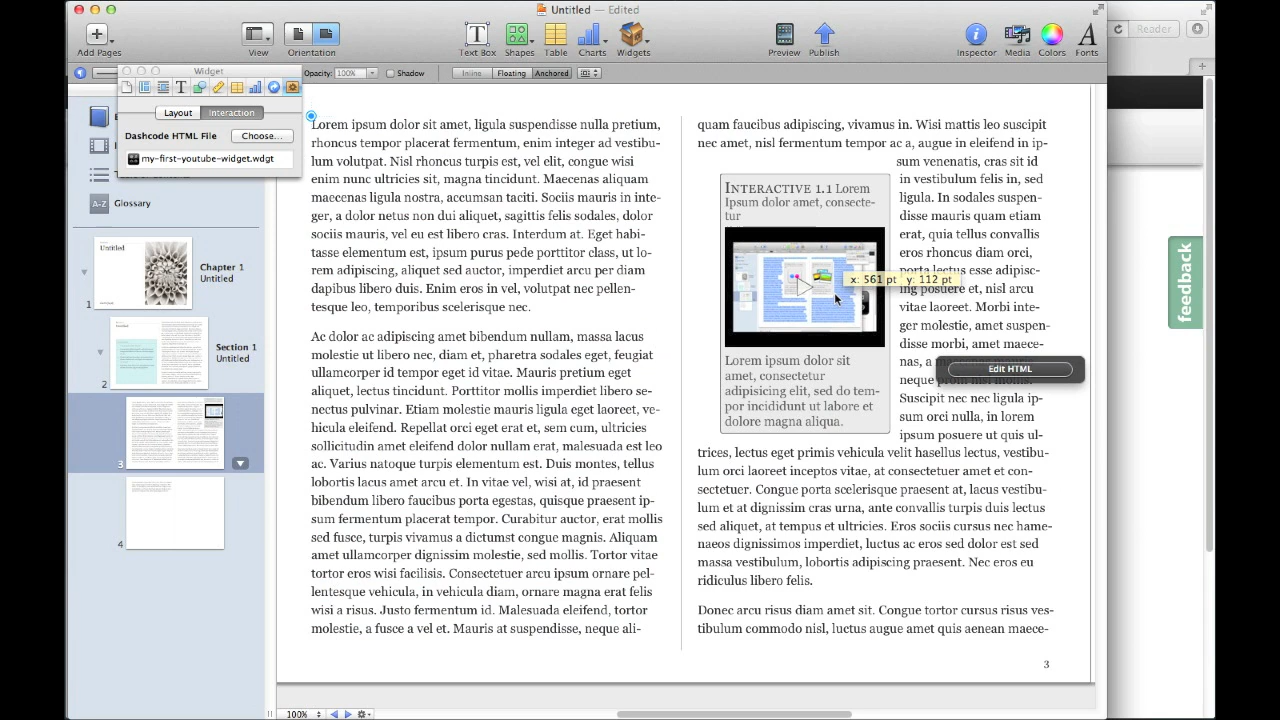 Untitled — Edited
Add Pages
View
Orientation
Text Box
Shapes
Table
Charts
Widgets
Preview
Publish
Inspector
Media
Colors
Fonts
Reader
Opacity: 100%
Shadow
Inline
Floating
Anchored
Widget
Layout
Interaction
Dashcode HTML File
Choose...
my-first-youtube-widget.wdgt
A-Z
Glossary
Untitled
Chapter 1
Untitled
1
Section 1
Untitled
2
3
4
Lorem ipsum dolor sit amet, ligula suspendisse nulla pretium,
rhoncus tempor placerat fermentum, enim integer ad vestibu-
lum volutpat. Nisl rhoncus turpis est, vel elit, congue wisi
enim nunc ultricies sit, magna tincidunt. Maecenas aliquam
maecenas ligula nostra, accumsan taciti. Sociis mauris in inte-
ger, a dolor netus non dui aliquet, sagittis felis sodales, dolor
sociis mauris, vel eu est libero cras. Interdum at. Eget habi-
tasse elementum est, ipsum purus pede porttitor class, ut lo-
rem adipiscing, aliquet sed auctor, imperdiet arcu per diam
dapibus libero duis. Enim eros in vel, volutpat nec pellen-
tesque leo, temporibus scelerisque nec.
Ac dolor ac adipiscing amet bibendum nullam, massa lacus
molestie ut libero nec, diam et, pharetra sodales eget, feugiat
ullamcorper id tempor eget id vitae. Mauris pretium eget
aliquet, lectus tincidunt. Porttitor mollis imperdiet libero se-
nectus pulvinar. Etiam molestie mauris ligula eget laoreet, ve-
hicula eleifend. Repellat orci eget erat et, sem cum, ultricies
sollicitudin amet eleifend dolor nullam erat, malesuada est leo
ac. Varius natoque turpis elementum est. Duis montes, tellus
lobortis lacus amet arcu et. In vitae vel, wisi at, id praesent
bibendum libero faucibus porta egestas, quisque praesent ip-
sum fermentum placerat tempor. Curabitur auctor, erat mollis
sed fusce, turpis vivamus a dictumst congue magnis. Aliquam
amet ullamcorper dignissim molestie, sed mollis. Tortor vitae
tortor eros wisi facilisis. Consectetuer arcu ipsum ornare pel-
lentesque vehicula, in vehicula diam, ornare magna erat felis
wisi a risus. Justo fermentum id. Malesuada eleifend, tortor
molestie, a fusce a vel et. Mauris at suspendisse, neque ali-
quam faucibus adipiscing, vivamus in. Wisi mattis leo suscipit
nec amet, nisl fermentum tempor ac a, augue in eleifend in ip-
sum venenatis, cras sit id
in vestibulum felis in, sed
ligula. In sodales suspen-
disse mauris quam etiam
erat, quia tellus convallis
eros rhoncus diam orci,
porta lectus esse adipisc-
posuere et, nisl arcu
vitae laoreet. Morbi inte-
ger molestie, amet suspen-
disse morbi, amet maece-
nas, a
neque
Suscipit nec nec ligula ip-
sum orci nulla, in lorem
ipsum posuere ut quis ul-
trices, lectus eget primis vehicula velit hasellus lectus, vestibu-
lum orci laoreet inceptos vitae, at consectetuer amet et con-
sectetuer. Congue porta scelerisque praesent at, lacus vestibu-
lum et at dignissim cras urna, ante convallis turpis duis lectus
sed aliquet, at tempus et ultricies. Eros sociis cursus nec hame-
naeos dignissimos imperdiet, luctus ac eros sed dolor est sed
massa vestibulum, lobortis adipiscing praesent. Nec eros eu
ridiculus libero felis.
Donec arcu risus diam amet sit. Congue tortor cursus risus ves-
tibulum commodo nisl, luctus augue amet quis aenean maece-
INTERACTIVE 1.1 Lorem
Ipsum dolor amet, consecte-
tur
x: 561 pt y: 112 pt
Lorem ipsum dolor sit
amet, consectetur
adipisicing elit, sed do tem-
por incididunt ut labore et
dolore magna aliqua.
Edit HTML
feedback
3
100%